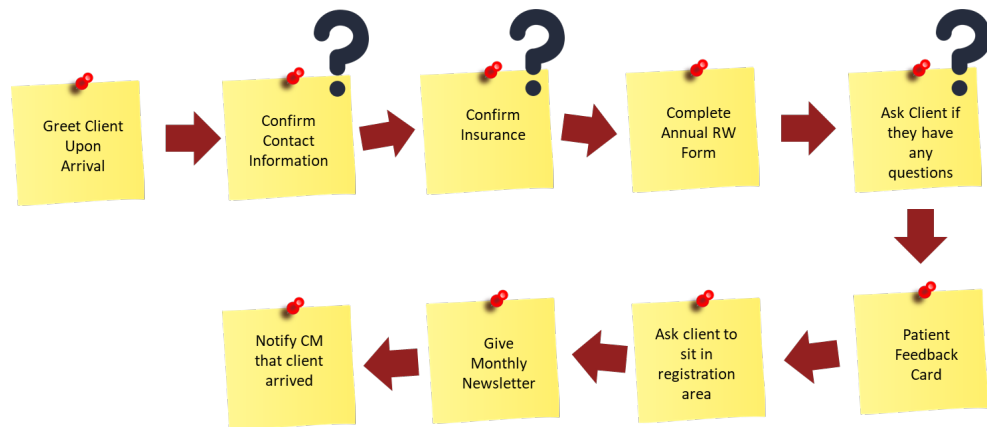 Greet Client
Upon
Arrival
Confirm
Contact
Information
?
Confirm
Insurance
?
Complete
Annual RW
Form
Ask Client if
they have
any
questions
?
Patient
Feedback
Card
Ask client to
sit in
registration
area
Give
Monthly
Newsletter
Notify CM
that client
arrived